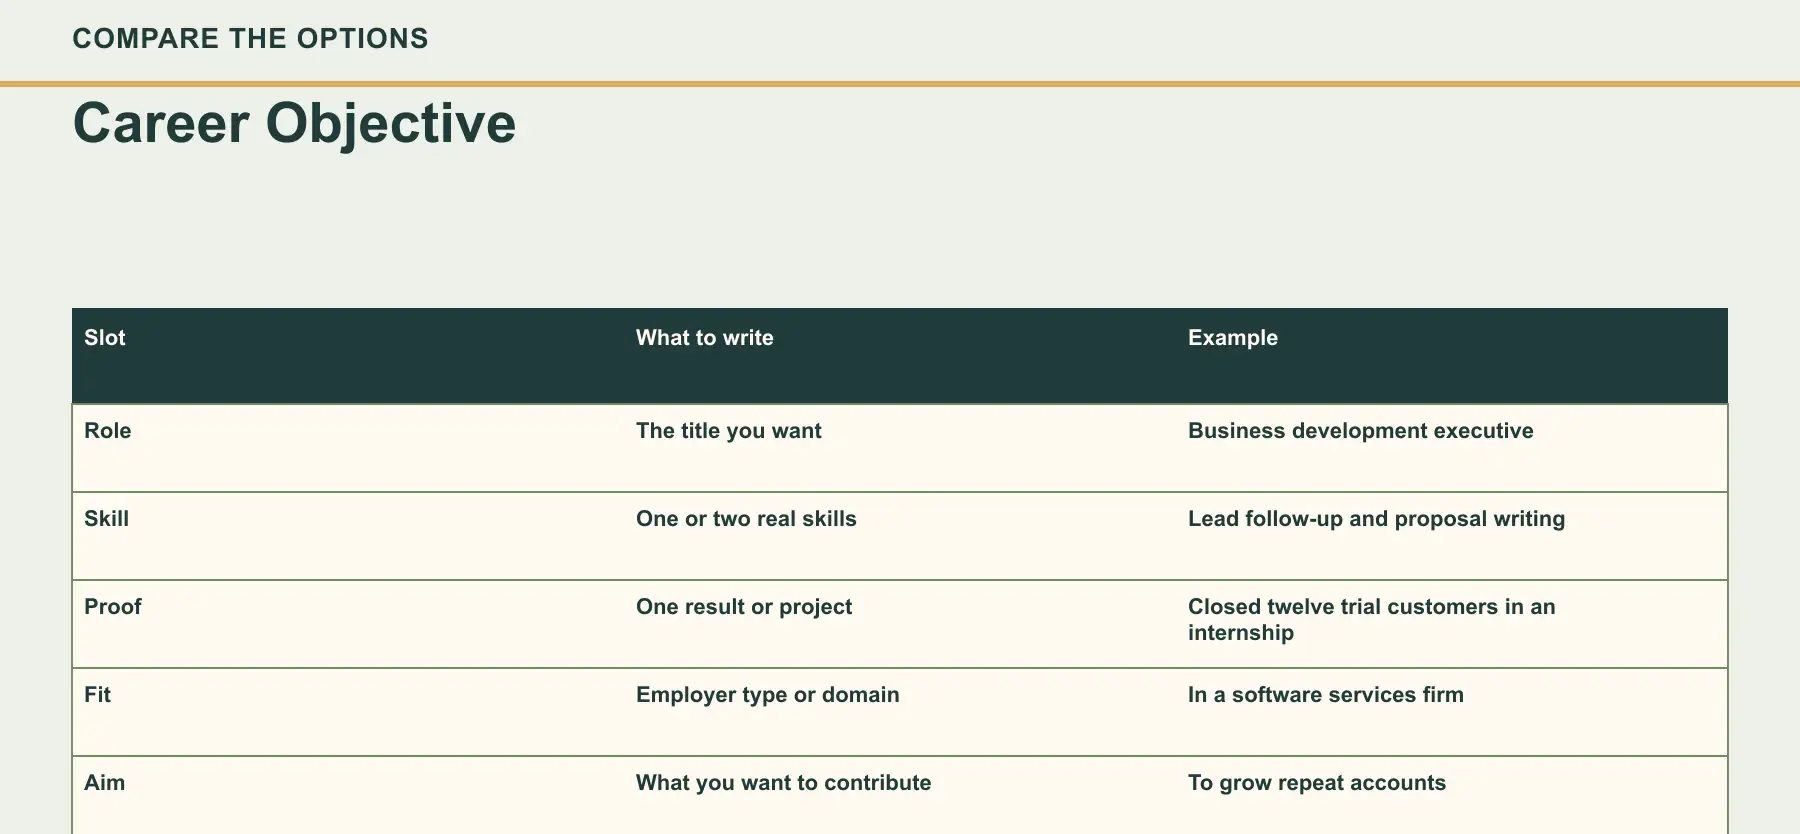 COMPARE THE OPTIONS
Career Objective
Slot What to write Example
Role The title you want Business development executive
Skill One or two real skills Lead follow-up and proposal writing
Proof One result or project Closed twelve trial customers in an
internship
Fit Employer type or domain In a software services firm
Aim What you want to contribute To grow repeat accounts